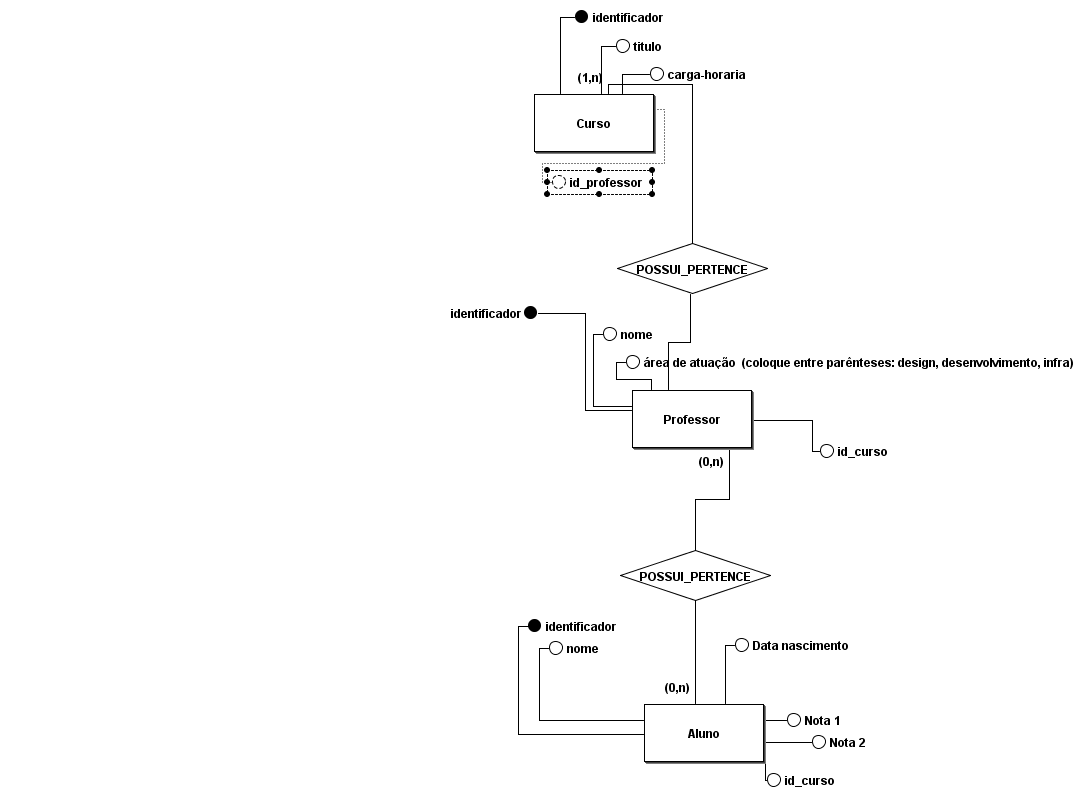 identificador
titulo
(1,n)
carga-horaria
Curso
id_professor
POSSUI_PERTENCE
identificador
nome
área de atuação  (coloque entre parênteses: design, desenvolvimento, infra)
Professor
id_curso
(0,n)
POSSUI_PERTENCE
identificador
nome
Data nascimento
(0,n)
Nota 1
Aluno
Nota 2
id_curso